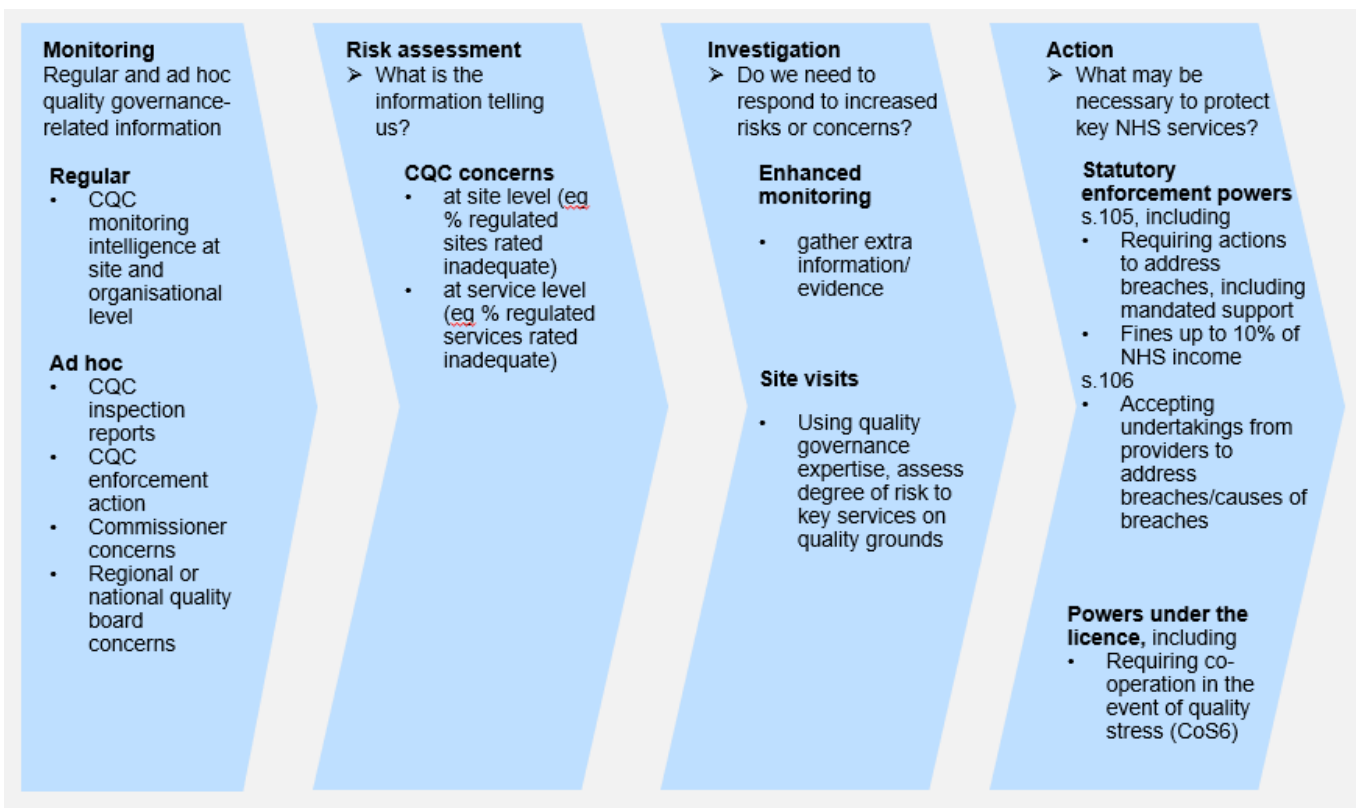 Monitoring
Regular and ad hoc
quality governance-
related information
Regular
• CQC
monitoring
intelligence at
site and
organisational
level
Ad hoc
• CQC
inspection
reports
• CQC
enforcement
action
• Commissioner
concerns
• Regional or
national quality
board
concerns
Risk assessment
➢ What is the
information telling
us?
CQC concerns
• at site level (eg
% regulated
sites rated
inadequate)
• at service level
(eg % regulated
services rated
inadequate)
Investigation
➢ Do we need to
respond to increased
risks or concerns?
Enhanced
monitoring
• gather extra
information/
evidence
Site visits
• Using quality
governance
expertise, assess
degree of risk to
key services on
quality grounds
Action
➢ What may be
necessary to protect
key NHS services?
Statutory
enforcement powers
s.105, including
• Requiring actions
to address
breaches, including
mandated support
• Fines up to 10% of
NHS income
s.106
• Accepting
undertakings from
providers to
address
breaches/causes of
breaches
Powers under the
licence, including
• Requiring co-
operation in the
event of quality
stress (CoS6)